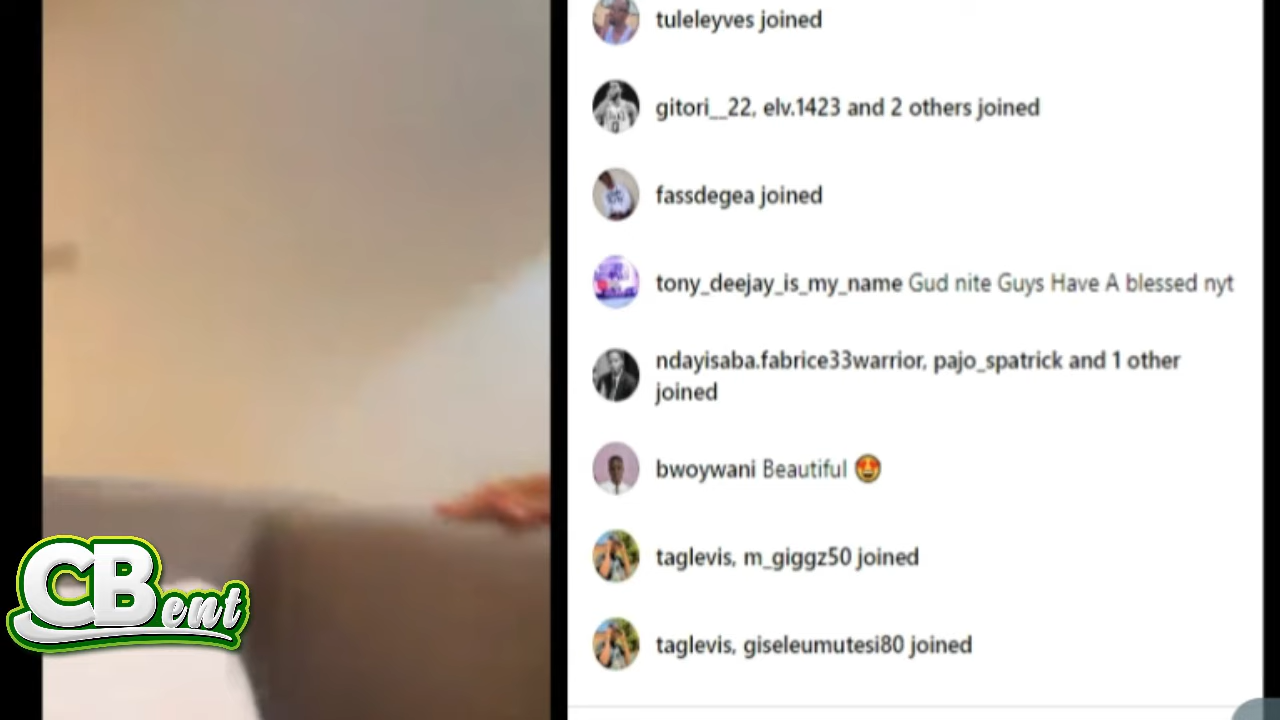 tuleleyves joined
gitori__22, elv.1423 and 2 others joined
fassdegea joined
tony_deejay_is_my_name Gud nite Guys Have A blessed nyt
ndayisaba.fabrice33warrior, pajo_spatrick and 1 other
joined
bwoywani Beautiful 😍
taglevis, m_giggz50 joined
taglevis, giseleumutesi80 joined
CBent